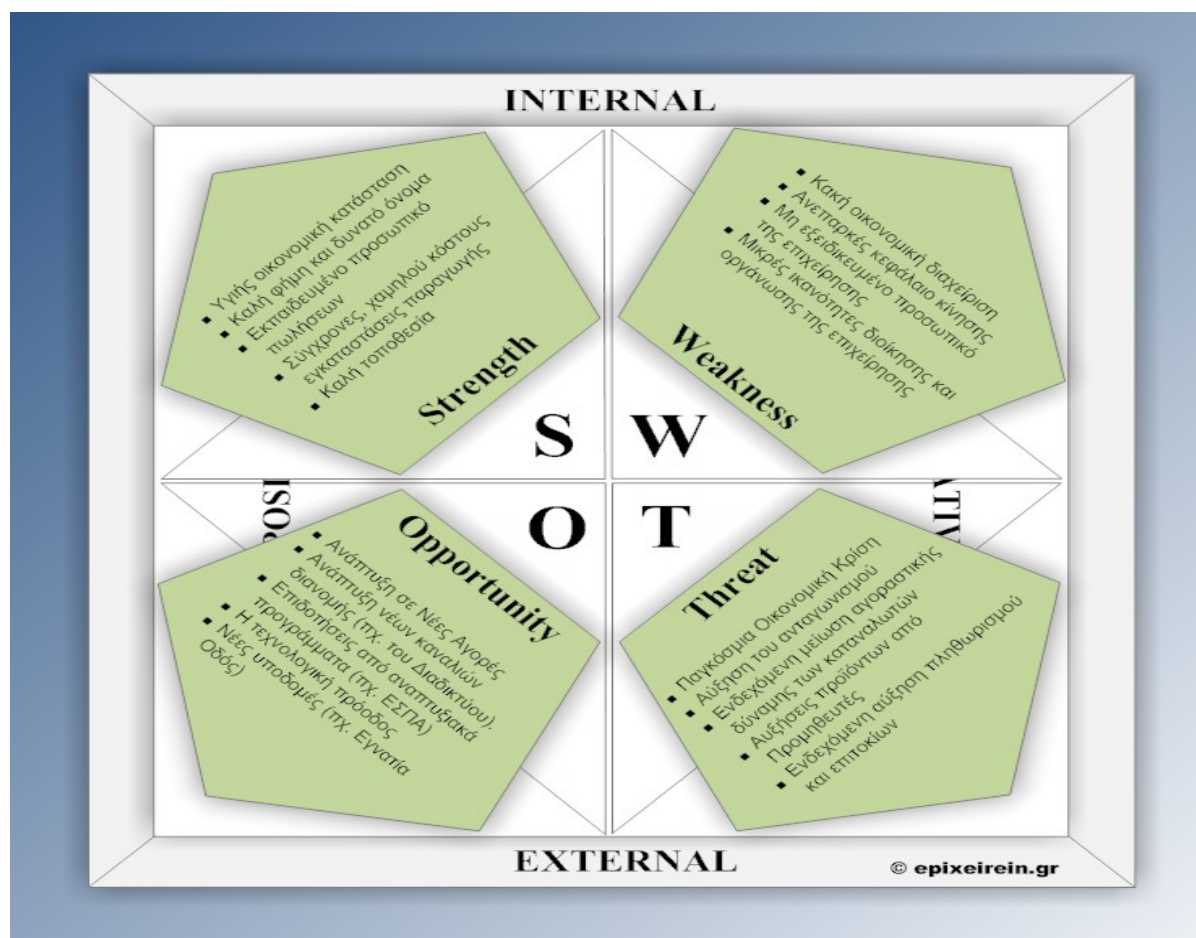 INTERNAL
▪ Υγιής οικονομική κατάσταση
▪ Καλή φήμη και δυνατό όνομα
▪ Εκπαιδευμένο προσωπικό
πωλήσεων
▪ Σύγχρονες, χαμηλού κόστους
εγκαταστάσεις παραγωγής
▪ Καλή τοποθεσία
Strength
S
▪ Κακή οικονομική διαχείριση
▪ Ανεπαρκές κεφάλαιο κίνησης
▪ Μη εξειδικευμένο προσωπικό
της επιχείρησης
▪ Μικρές ικανότητες διοίκησης και
οργάνωσης της επιχείρησης
Weakness
W
POSI
ATIV
O
Opportunity
▪ Ανάπτυξη σε Νέες Αγορές
▪ Ανάπτυξη νέων καναλιών
διανομής (πχ. του Διαδικτύου).
▪ Επιδοτήσεις από αναπτυξιακά
προγράμματα (πχ. ΕΣΠΑ)
▪ Η τεχνολογική πρόοδος
▪ Νέες υποδομές (πχ. Εγνατία
Οδός)
T
Threat
▪ Παγκόσμια Οικονομική Κρίση
▪ Αύξηση του ανταγωνισμού
▪ Ενδεχόμενη μείωση αγοραστικής
δύναμης των καταναλωτών
▪ Αυξήσεις προϊόντων από
Προμηθευτές
▪ Ενδεχόμενη αύξηση πληθωρισμού
και επιτοκίων
EXTERNAL
© epixeirein.gr